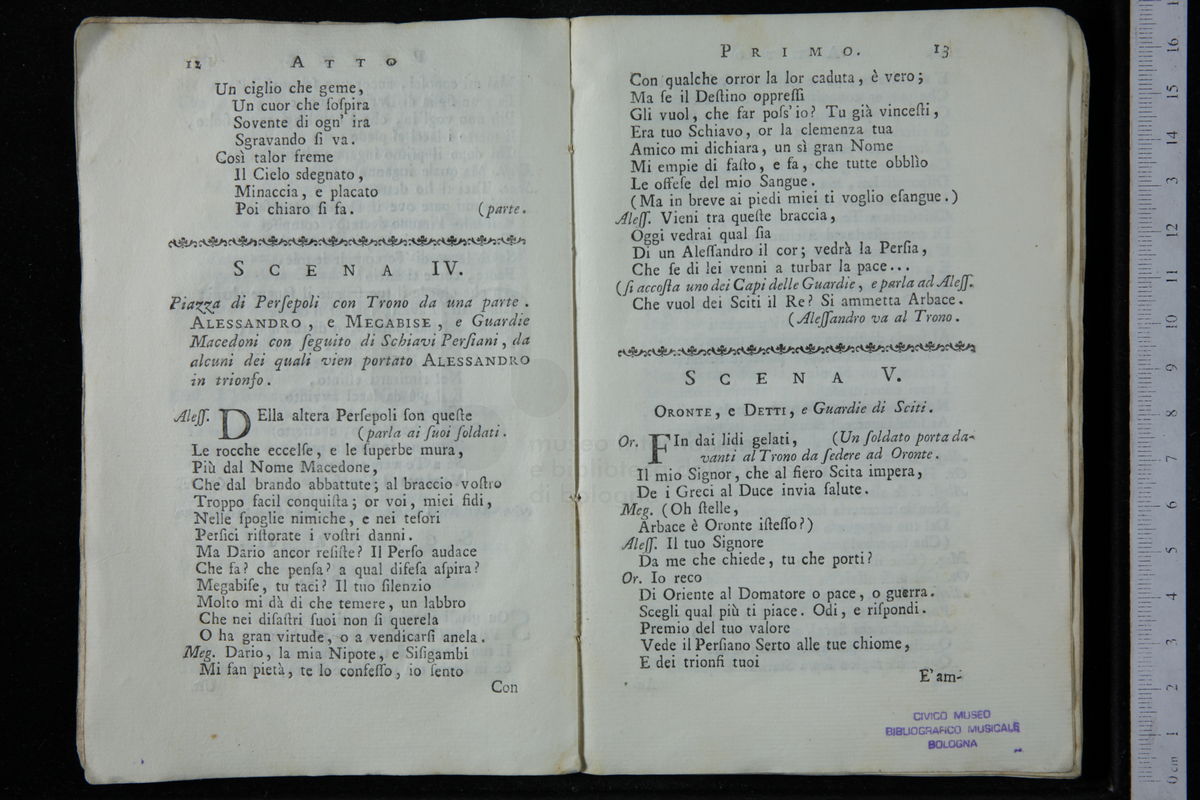 12 ATTO
Un ciglio che geme,
Un cuor che ſoſpira
Sovente di ogn' ira
Sgravando ſi va.
Così talor freme
Il Cielo sdegnato,
Minaccia, e placato
Poi chiaro ſi fa. (parte.
SCENA IV.
Piazza di Perſepoli con Trono da una parte.
ALESSANDRO, e MEGABISE, e Guardie
Macedoni con ſeguito di Schiavi Perſiani, da
alcuni dei quali vien portato ALESSANDRO
in trionfo.
Aleſſ. DElla altera Perſepoli ſon queſte
(parla ai ſuoi ſoldati.
Le rocche eccelſe, e le ſuperbe mura,
Più dal Nome Macedone,
Che dal brando abbattute; al braccio voſtro
Troppo facil conquiſta; or voi, miei fidi,
Nelle ſpoglie nimiche, e nei teſori
Perſici riſtorate i voſtri danni.
Ma Dario ancor reſiſte? Il Perſo audace
Che fa? che penſa? a qual difeſa aſpira?
Megabiſe, tu taci? Il tuo ſilenzio
Molto mi dà di che temere, un labbro
Che nei diſaſtri ſuoi non ſi querela
O ha gran virtude, o a vendicarſi anela.
Meg. Dario, la mia Nipote, e Siſigambi
Mi fan pietà, te lo confeſſo, io ſento
Con
PRIMO. 13
Con qualche orror la lor caduta, è vero;
Ma ſe il Deſtino oppreſſi
Gli vuol, che far poſs'io? Tu già vinceſti,
Era tuo Schiavo, or la clemenza tua
Amico mi dichiara, un sì gran Nome
Mi empie di faſto, e fa, che tutte obblìo
Le offeſe del mio Sangue.
(Ma in breve ai piedi miei ti voglio eſangue.)
Aleſſ. Vieni tra queſte braccia,
Oggi vedrai qual ſia
Di un Aleſſandro il cor; vedrà la Perſia,
Che ſe di lei venni a turbar la pace...
(ſi accoſta uno dei Capi delle Guardie, e parla ad Aleſſ.
Che vuol dei Sciti il Re? Si ammetta Arbace.
(Aleſſandro va al Trono.
SCENA V.
ORONTE, e DETTI, e Guardie di Sciti.
Or. FIn dai lidi gelati, (Un ſoldato porta da-
vanti al Trono da ſedere ad Oronte.
Il mio Signor, che al fiero Scita impera,
De i Greci al Duce invia ſalute.
Meg. (Oh ſtelle,
Arbace è Oronte iſteſſo?)
Aleſſ. Il tuo Signore
Da me che chiede, tu che porti?
Or. Io reco
Di Oriente al Domatore o pace, o guerra.
Scegli qual più ti piace. Odi, e riſpondi.
Premio del tuo valore
Vede il Perſiano Serto alle tue chiome,
E dei trionfi tuoi
E' am-
CIVICO MUSEO
BIBLIOGRAFICO MUSICALE
BOLOGNA